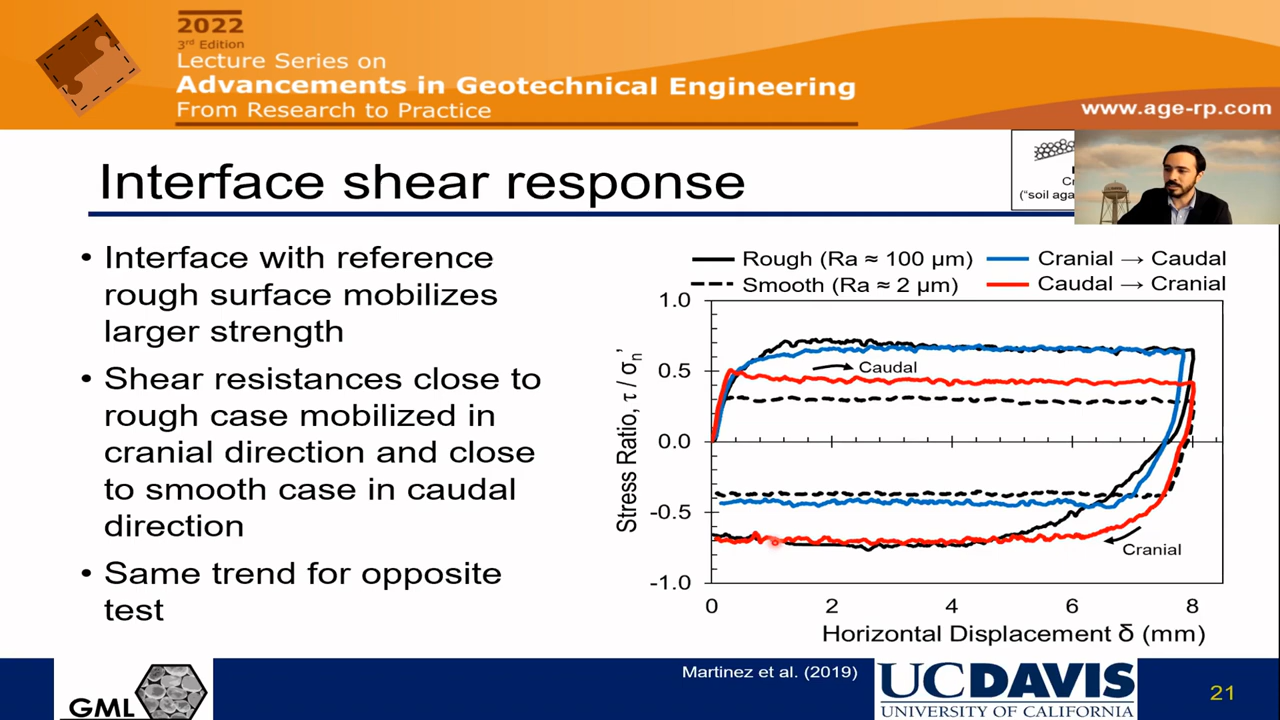 2022
3rd Edition
Lecture Series on
Advancements in Geotechnical Engineering
From Research to Practice
www.age-rp.com
Interface shear response
("soil aga
• Interface with reference
rough surface mobilizes
larger strength
• Shear resistances close to
rough case mobilized in
cranial direction and close
to smooth case in caudal
direction
• Same trend for opposite
test
Rough (Ra ≈ 100 μm)
Cranial → Caudal
Smooth (Ra ≈ 2 μm)
Caudal → Cranial
1.0
0.5
0.0
-0.5
-1.0
Stress Ratio, τ / σn'
Caudal
Cranial
0 2 4 6 8
Horizontal Displacement δ (mm)
GML
Martinez et al. (2019)
UCDAVIS
UNIVERSITY OF CALIFORNIA
21